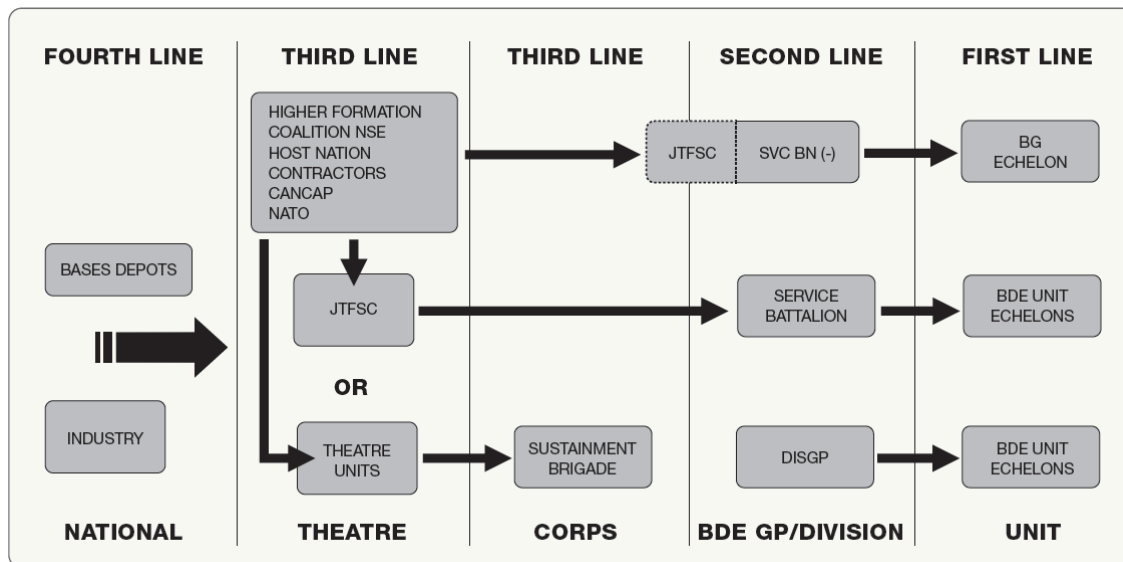 FOURTH LINE
THIRD LINE
THIRD LINE
SECOND LINE
FIRST LINE
HIGHER FORMATION
COALITION NSE
HOST NATION
CONTRACTORS
CANCAP
NATO
JTFSC
SVC BN (-)
BG
ECHELON
BASES DEPOTS
JTFSC
SERVICE
BATTALION
BDE UNIT
ECHELONS
OR
INDUSTRY
THEATRE
UNITS
SUSTAINMENT
BRIGADE
DISGP
BDE UNIT
ECHELONS
NATIONAL
THEATRE
CORPS
BDE GP/DIVISION
UNIT